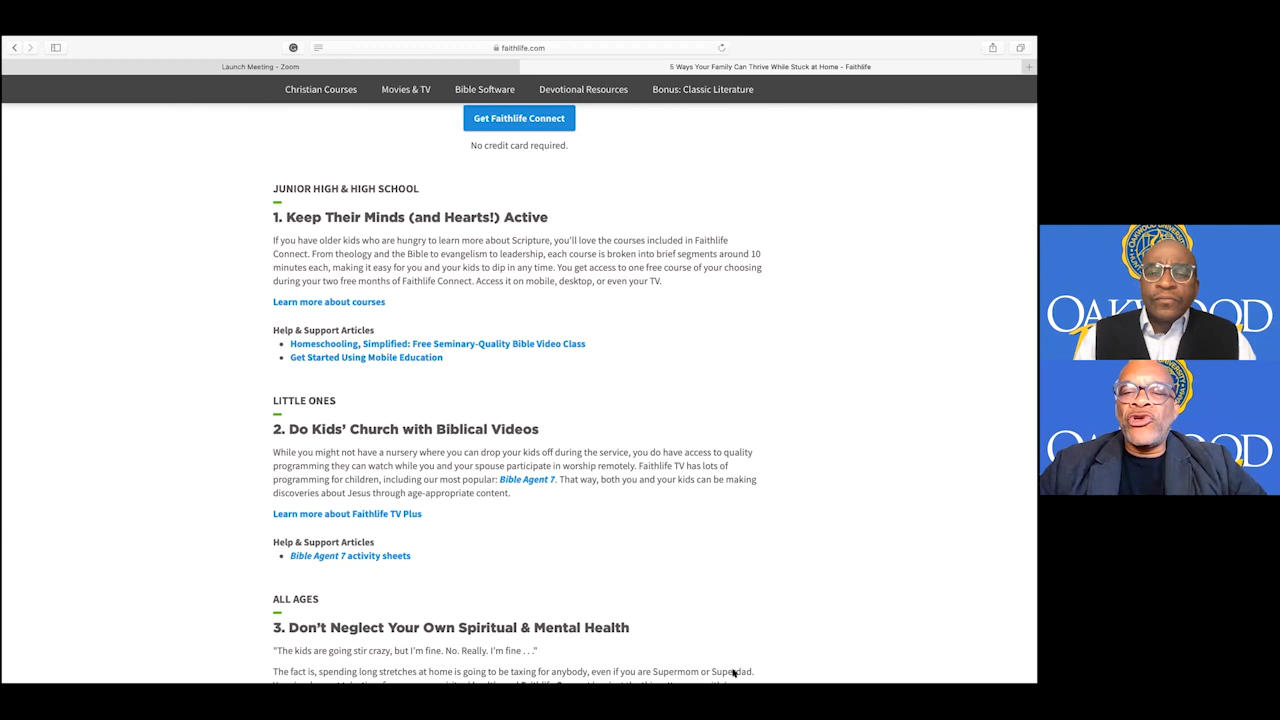 faithlife.com
Launch Meeting - Zoom
5 Ways Your Family Can Thrive While Stuck at Home - Faithlife
Christian Courses Movies & TV Bible Software Devotional Resources Bonus: Classic Literature
Get Faithlife Connect
No credit card required.
JUNIOR HIGH & HIGH SCHOOL
1. Keep Their Minds (and Hearts!) Active
If you have older kids who are hungry to learn more about Scripture, you'll love the courses included in Faithlife
Connect. From theology and the Bible to evangelism to leadership, each course is broken into brief segments around 10
minutes each, making it easy for you and your kids to dip in any time. You get access to one free course of your choosing
during your two free months of Faithlife Connect. Access it on mobile, desktop, or even your TV.
Learn more about courses
Help & Support Articles
• Homeschooling, Simplified: Free Seminary-Quality Bible Video Class
• Get Started Using Mobile Education
LITTLE ONES
2. Do Kids' Church with Biblical Videos
While you might not have a nursery where you can drop your kids off during the service, you do have access to quality
programming they can watch while you and your spouse participate in worship remotely. Faithlife TV has lots of
programming for children, including our most popular: Bible Agent 7. That way, both you and your kids can be making
discoveries about Jesus through age-appropriate content.
Learn more about Faithlife TV Plus
Help & Support Articles
• Bible Agent 7 activity sheets
ALL AGES
3. Don't Neglect Your Own Spiritual & Mental Health
"The kids are going stir crazy, but I'm fine. No. Really. I'm fine . . ."
The fact is, spending long stretches at home is going to be taxing for anybody, even if you are Supermom or Superdad.